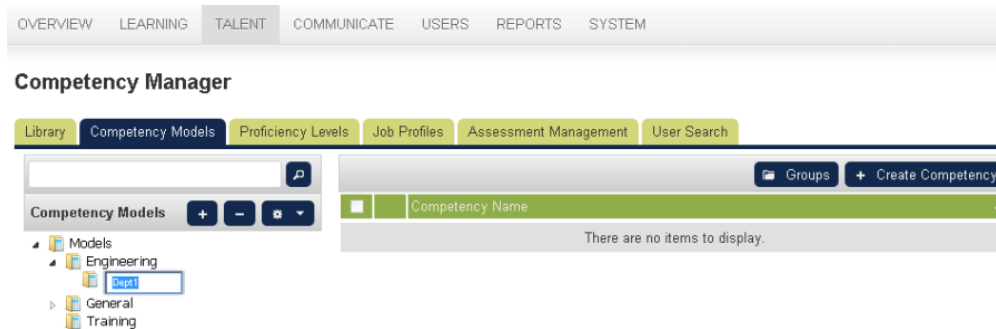 OVERVIEW LEARNING TALENT COMMUNICATE USERS REPORTS SYSTEM
Competency Manager
Library Competency Models Proficiency Levels Job Profiles Assessment Management User Search
Groups + Create Competency
Competency Models + −
Competency Name
There are no items to display.
Models
Engineering
Dept1
General
Training